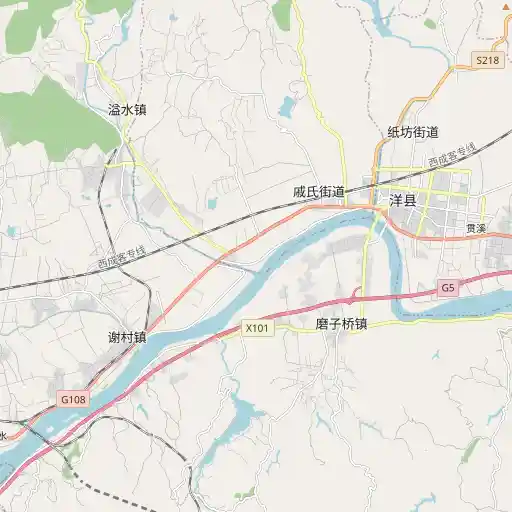 S218
溢水镇
纸坊街道
西成客专线
戚氏街道
洋县
贯溪
西成客专线
G5
X101
磨子桥镇
谢村镇
G108
水